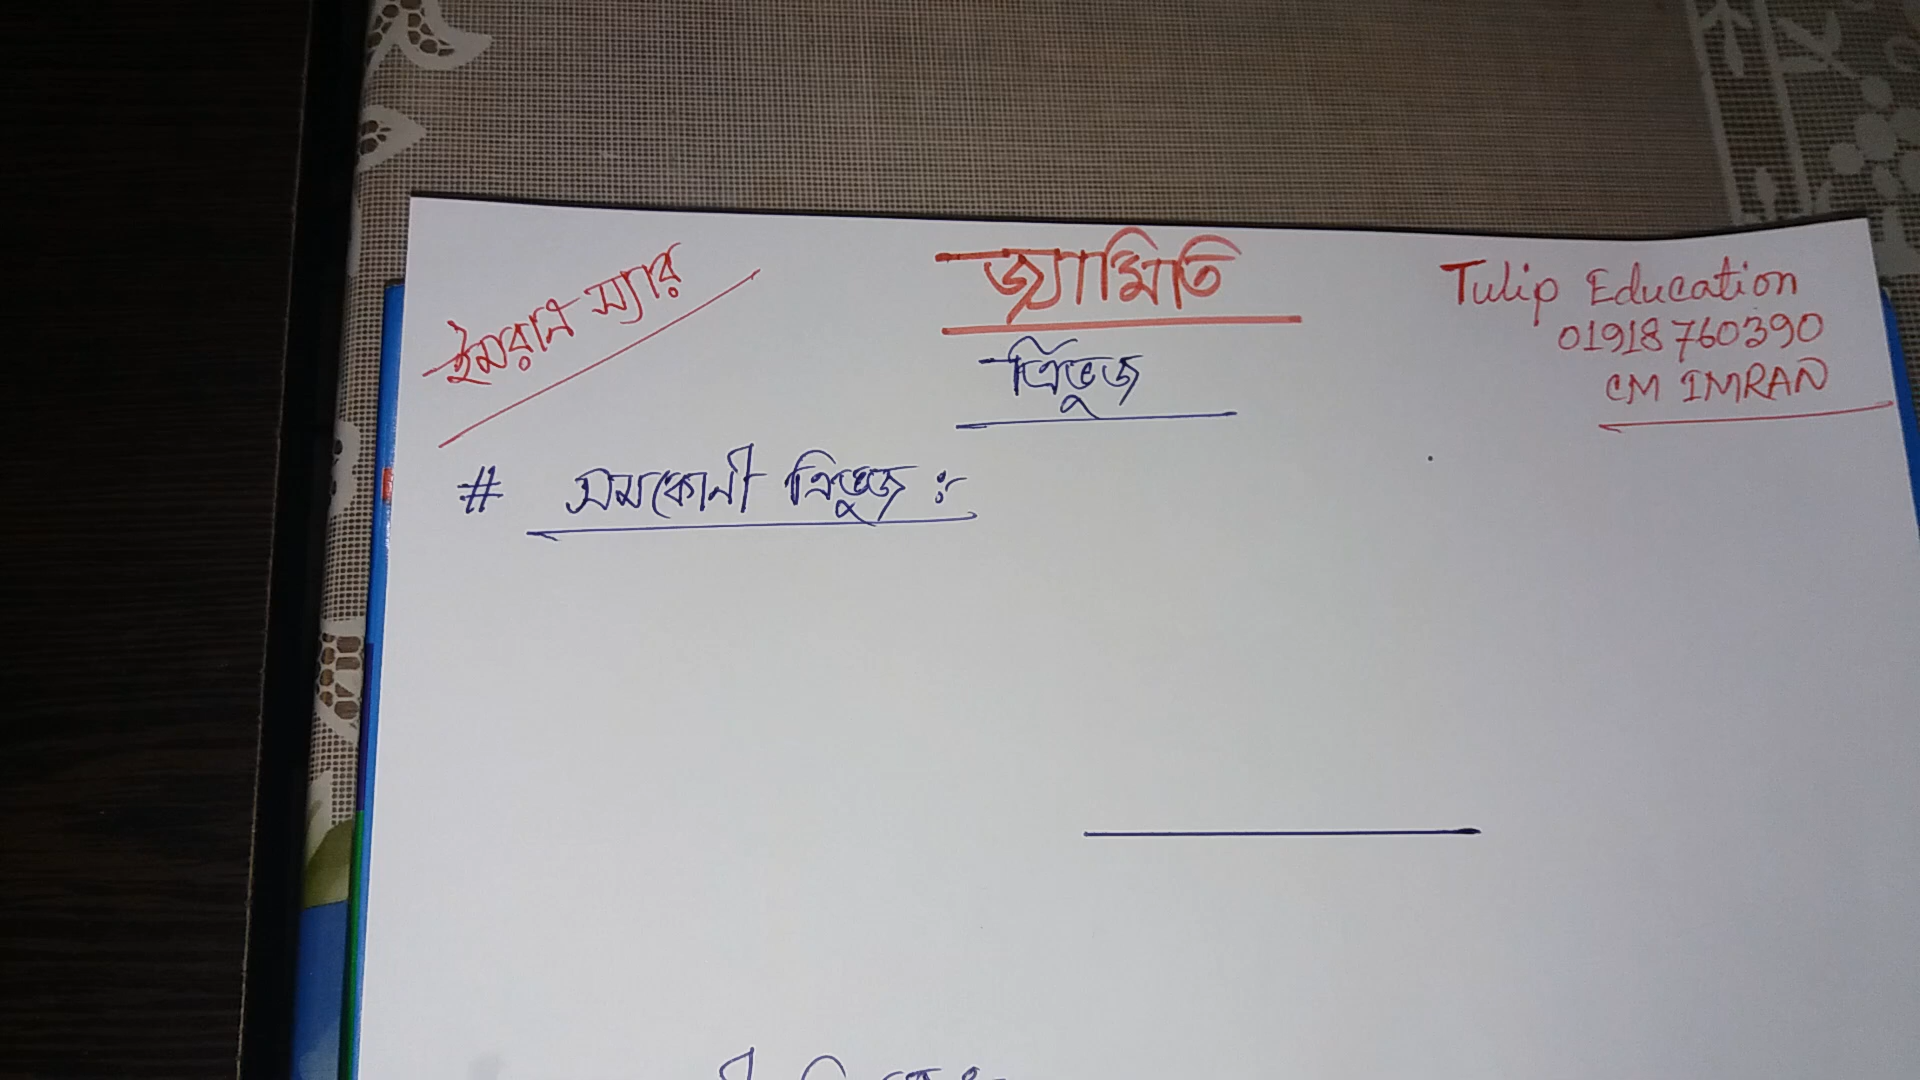 ইমরান স্যার
জ্যামিতি
Tulip Education
01918760390
CM IMRAN
ত্রিভুজ
# সমকোনী ত্রিভুজ :-